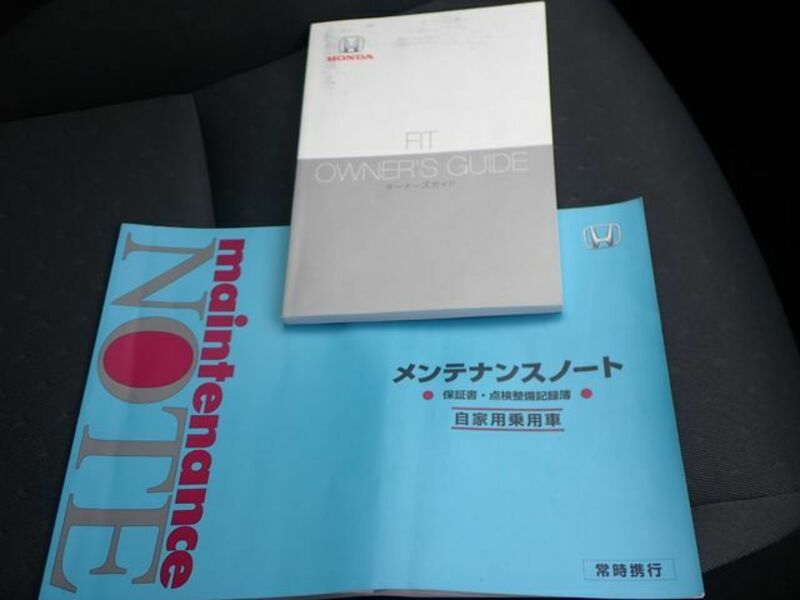 HONDA
FIT
OWNER'S GUIDE
オーナーズガイド
maintenance
NOTE
メンテナンスノート
● 保証書・点検整備記録簿 ●
自家用乗用車
常時携行